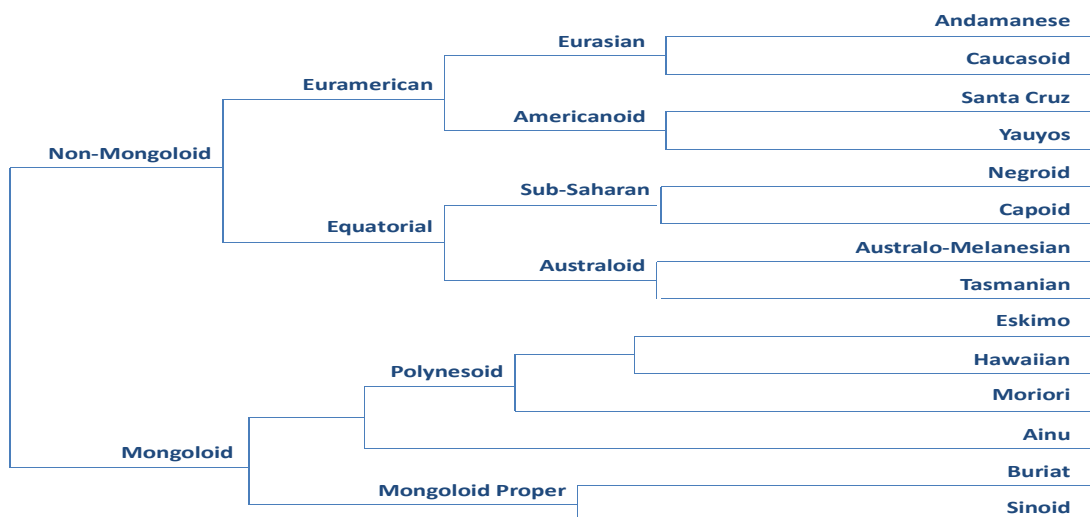 Andamanese
Eurasian
Caucasoid
Euramerican
Santa Cruz
Americanoid
Yauyos
Non-Mongoloid
Negroid
Sub-Saharan
Capoid
Equatorial
Australo-Melanesian
Australoid
Tasmanian
Eskimo
Hawaiian
Polynesoid
Moriori
Ainu
Mongoloid
Buriat
Mongoloid Proper
Sinoid